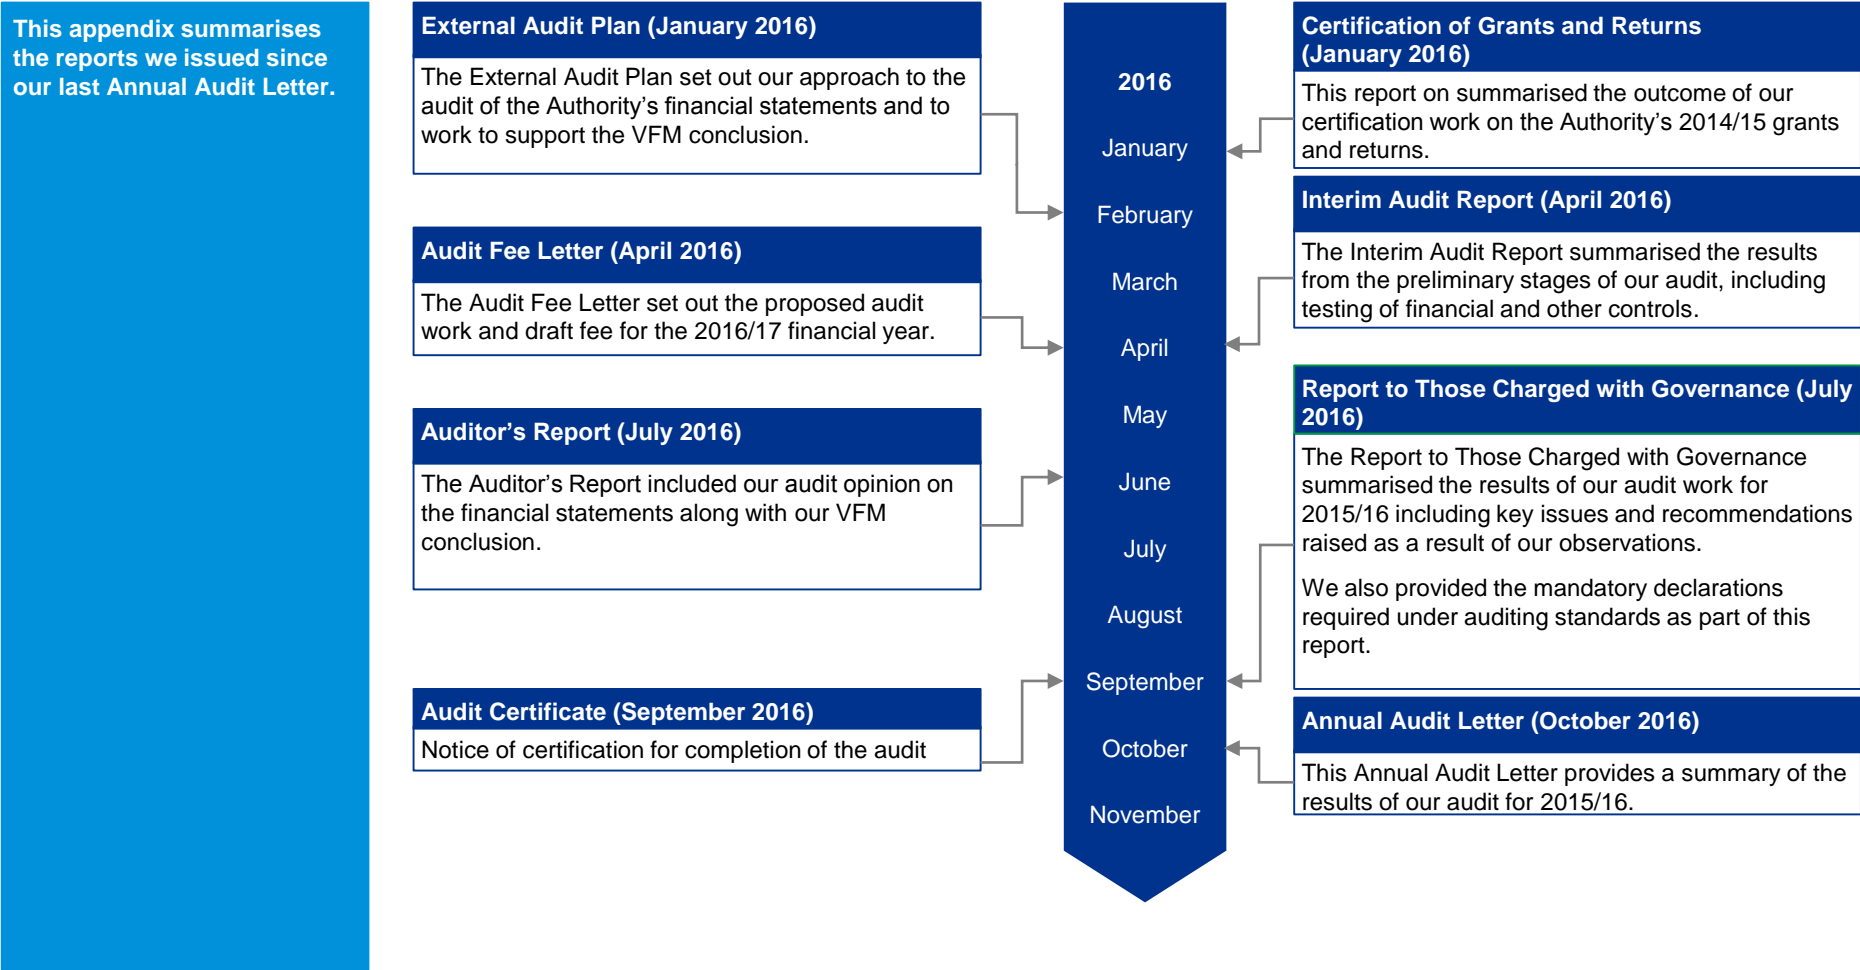 This appendix summarises
the reports we issued since
our last Annual Audit Letter.
External Audit Plan (January 2016)
The External Audit Plan set out our approach to the
audit of the Authority’s financial statements and to
work to support the VFM conclusion.
Audit Fee Letter (April 2016)
The Audit Fee Letter set out the proposed audit
work and draft fee for the 2016/17 financial year.
Auditor’s Report (July 2016)
The Auditor’s Report included our audit opinion on
the financial statements along with our VFM
conclusion.
Audit Certificate (September 2016)
Notice of certification for completion of the audit
2016
January
February
March
April
May
June
July
August
September
October
November
Certification of Grants and Returns
(January 2016)
This report on summarised the outcome of our
certification work on the Authority’s 2014/15 grants
and returns.
Interim Audit Report (April 2016)
The Interim Audit Report summarised the results
from the preliminary stages of our audit, including
testing of financial and other controls.
Report to Those Charged with Governance (July
2016)
The Report to Those Charged with Governance
summarised the results of our audit work for
2015/16 including key issues and recommendations
raised as a result of our observations.
We also provided the mandatory declarations
required under auditing standards as part of this
report.
Annual Audit Letter (October 2016)
This Annual Audit Letter provides a summary of the
results of our audit for 2015/16.